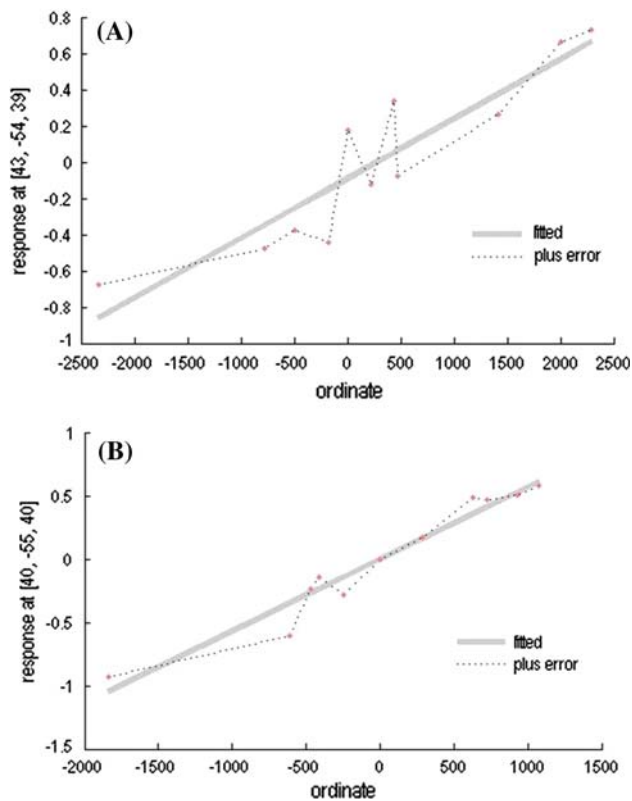 (A)
0.8
0.6
0.4
0.2
0
-0.2
-0.4
-0.6
-0.8
-1
response at [43, -54, 39]
fitted
plus error
-2500 -2000 -1500 -1000 -500 0 500 1000 1500 2000 2500
ordinate
(B)
1
0.5
0
-0.5
-1
-1.5
response at [40, -55, 40]
fitted
plus error
-2000 -1500 -1000 -500 0 500 1000 1500
ordinate